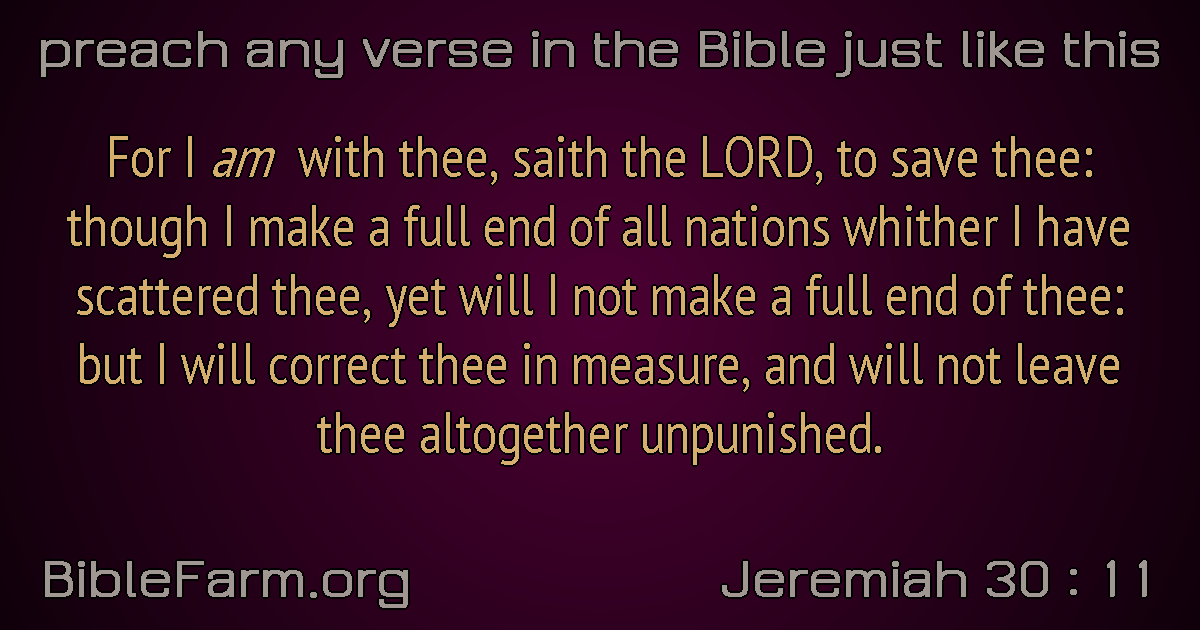 preach any verse in the Bible just like this
For I am with thee, saith the LORD, to save thee:
though I make a full end of all nations whither I have
scattered thee, yet will I not make a full end of thee:
but I will correct thee in measure, and will not leave
thee altogether unpunished.
BibleFarm.org
Jeremiah 30 : 11